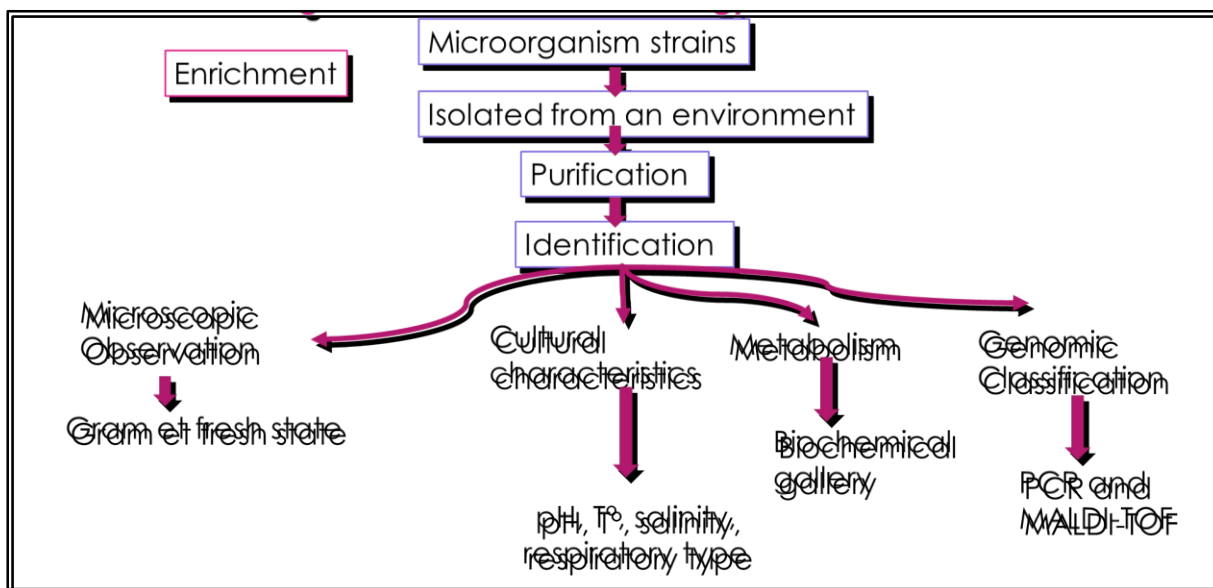 Microorganism strains
Enrichment
Isolated from an environment
Purification
Identification
Microscopic
Observation
Gram et fresh state
Cultural
characteristics
pH, T°, salinity,
respiratory type
Metabolism
Biochemical
gallery
Genomic
Classification
PCR and
MALDI-TOF